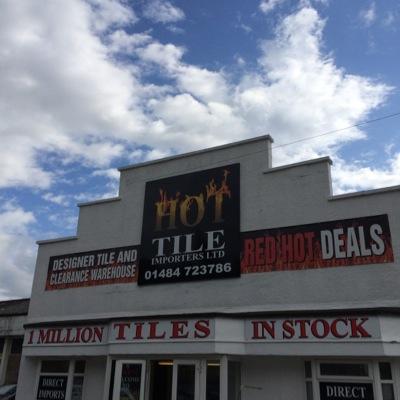 HOT
TILE
IMPORTERS LTD
01484 723786
DESIGNER TILE AND
CLEARANCE WAREHOUSE
RED HOT DEALS
1 MILLION TILES IN STOCK
DIRECT
IMPORTS
DIRECT